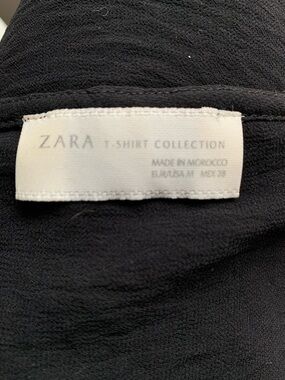 ZARA T-SHIRT COLLECTION
MADE IN MOROCCO
EUR/USA M MEX 28